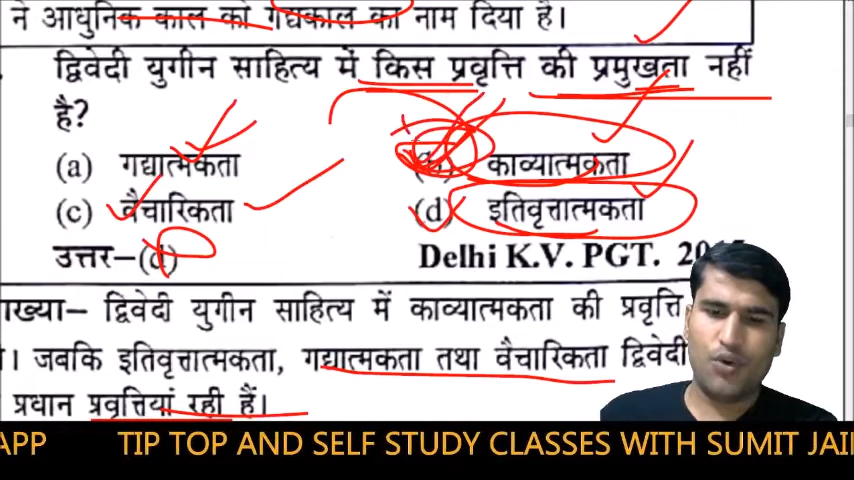 ने आधुनिक काल को गद्यकाल का नाम दिया है।
द्विवेदी युगीन साहित्य में किस प्रवृत्ति की प्रमुखता नहीं
है?
(a) गद्यात्मकता
काव्यात्मकता
(c) वैचारिकता
(d) इतिवृत्तात्मकता
उत्तर–(d)
Delhi K.V. PGT.
व्याख्या– द्विवेदी युगीन साहित्य में काव्यात्मकता की प्रवृत्ति
। जबकि इतिवृत्तात्मकता, गद्यात्मकता तथा वैचारिकता द्विवेदी
प्रधान प्रवृत्तियां रही हैं।
APP TIP TOP AND SELF STUDY CLASSES WITH SUMIT JAI